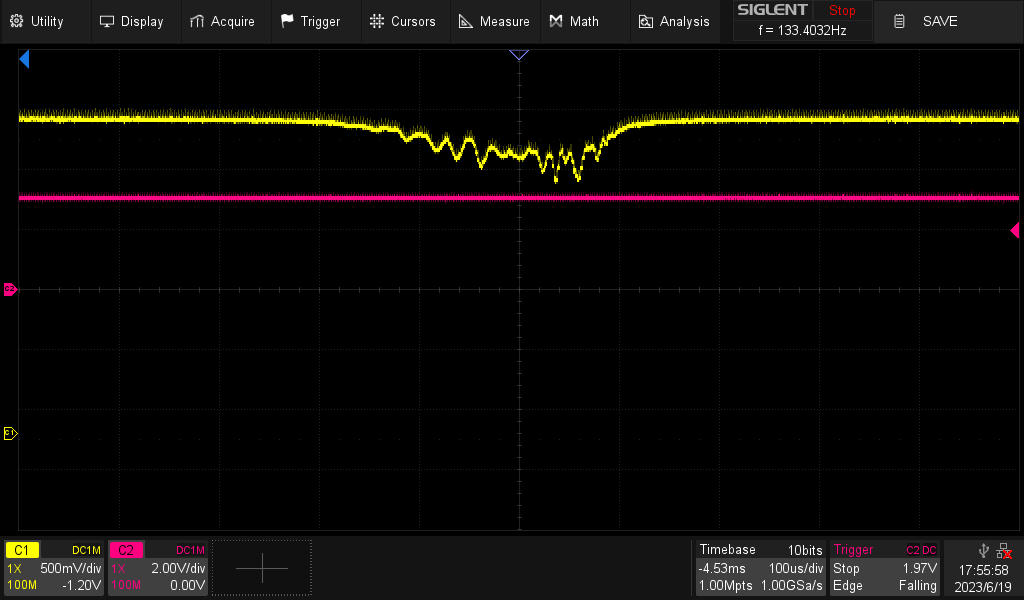 Utility Display Acquire Trigger Cursors Measure Math Analysis SIGLENT Stop SAVE
f = 133.4032Hz
C2
C1
C1 DC1M C2 DC1M Timebase 10bits Trigger C2 DC
1X 500mV/div 1X 2.00V/div -4.53ms 100us/div Stop 1.97V 17:55:58
100M -1.20V 100M 0.00V 1.00Mpts 1.00GSa/s Edge Falling 2023/6/19